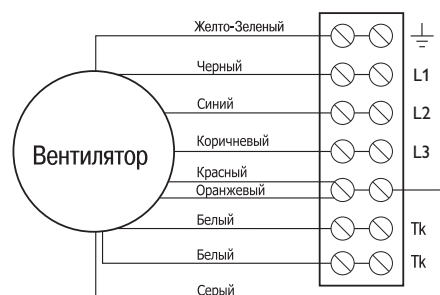 Желто-Зеленый
Черный L1
Синий L2
Коричневый L3
Вентилятор
Красный
Оранжевый
Белый Tk
Белый Tk
Серый